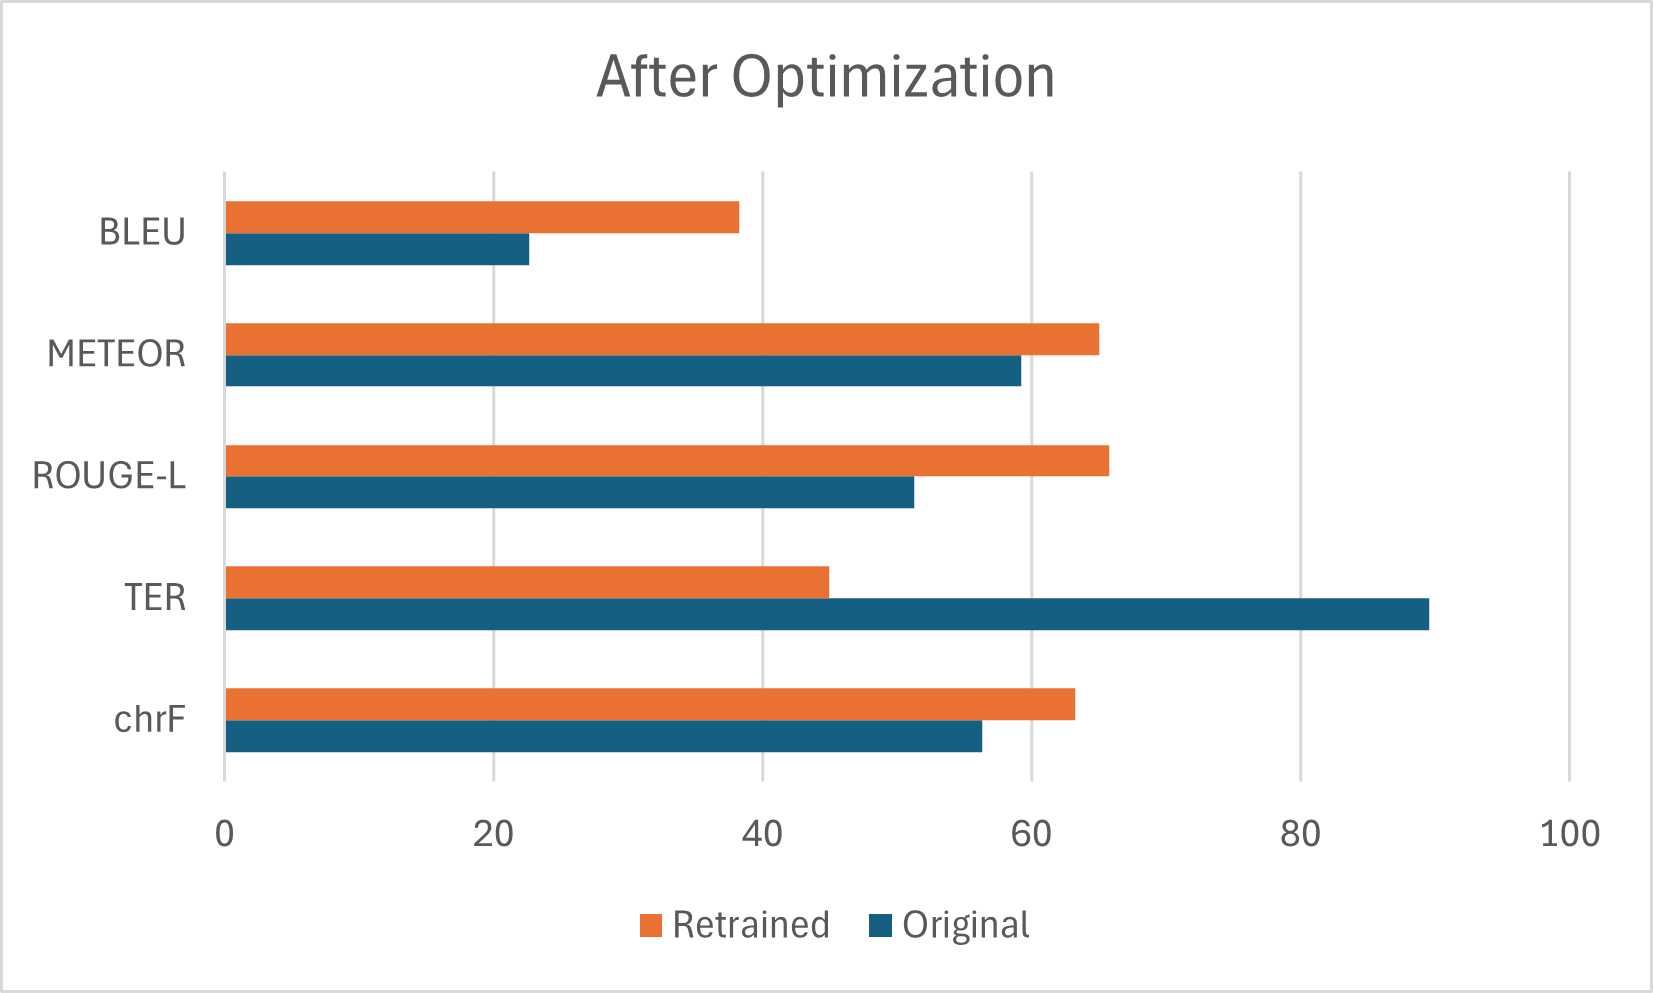 After Optimization
BLEU
METEOR
ROUGE-L
TER
chrF
0 20 40 60 80 100
Retrained Original